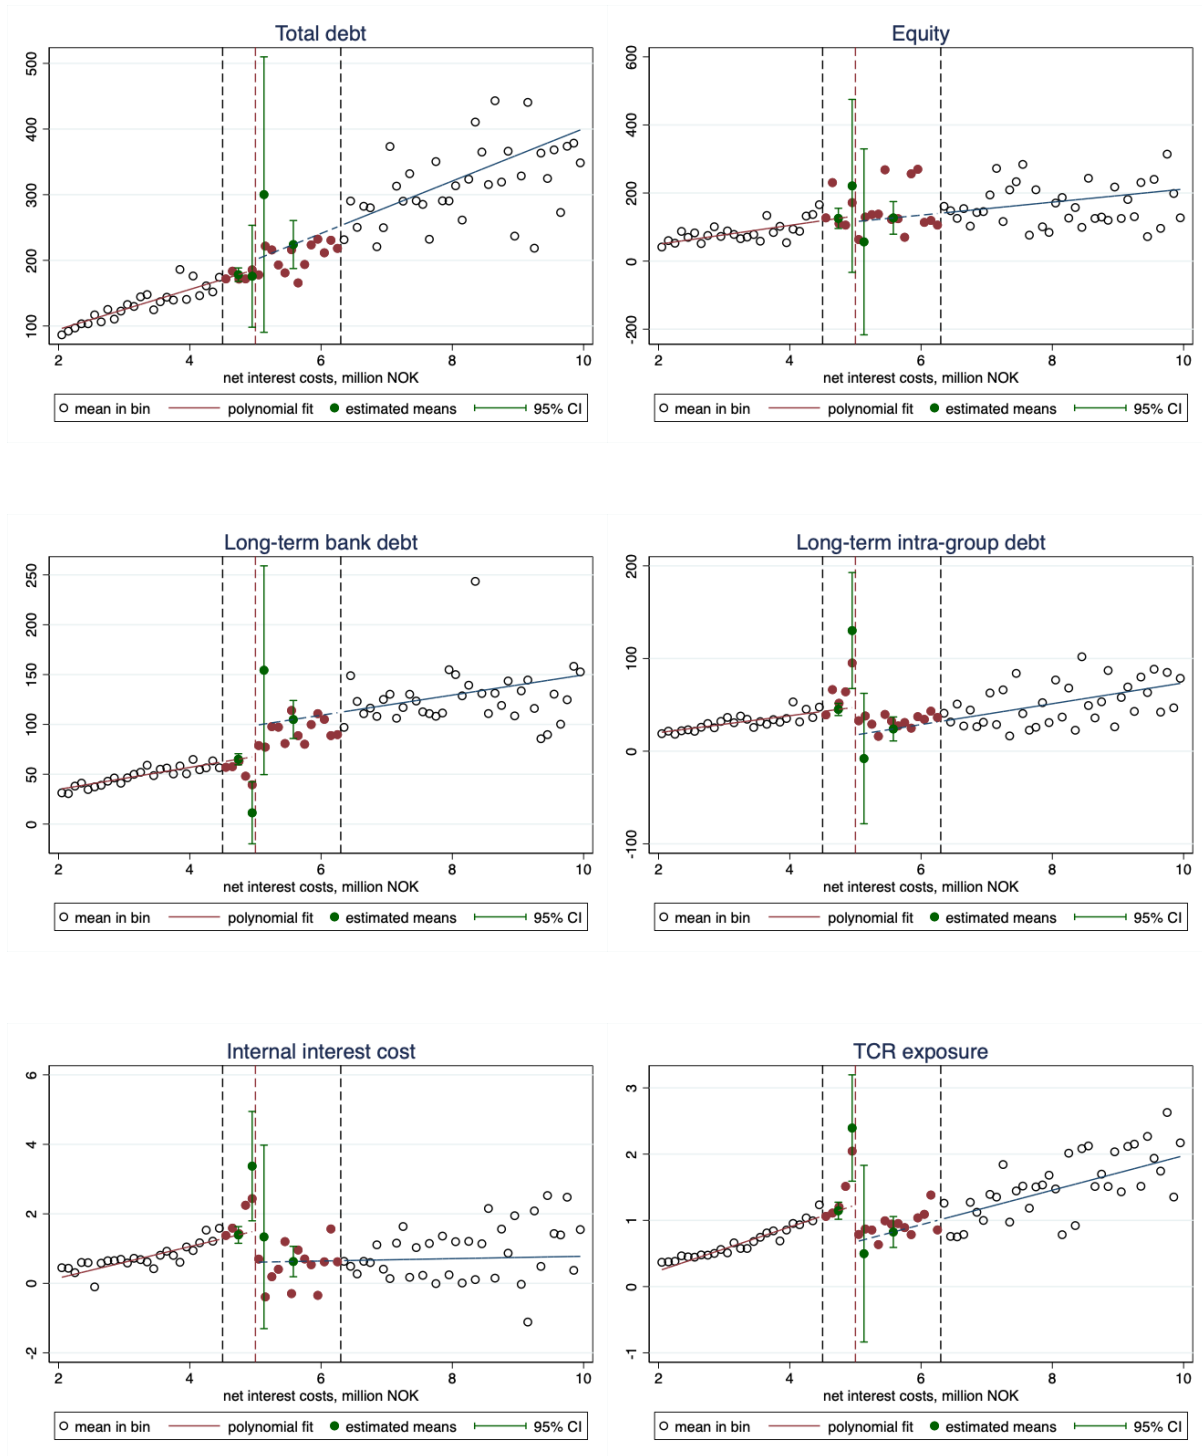 Total debt
500
400
300
200
100
2 4 6 8 10
net interest costs, million NOK
mean in bin polynomial fit estimated means 95% CI
Equity
600
400
200
0
-200
2 4 6 8 10
net interest costs, million NOK
mean in bin polynomial fit estimated means 95% CI
Long-term bank debt
250
200
150
100
50
0
2 4 6 8 10
net interest costs, million NOK
mean in bin polynomial fit estimated means 95% CI
Long-term intra-group debt
200
100
0
-100
2 4 6 8 10
net interest costs, million NOK
mean in bin polynomial fit estimated means 95% CI
Internal interest cost
6
4
2
0
-2
2 4 6 8 10
net interest costs, million NOK
mean in bin polynomial fit estimated means 95% CI
TCR exposure
3
2
1
0
-1
2 4 6 8 10
net interest costs, million NOK
mean in bin polynomial fit estimated means 95% CI